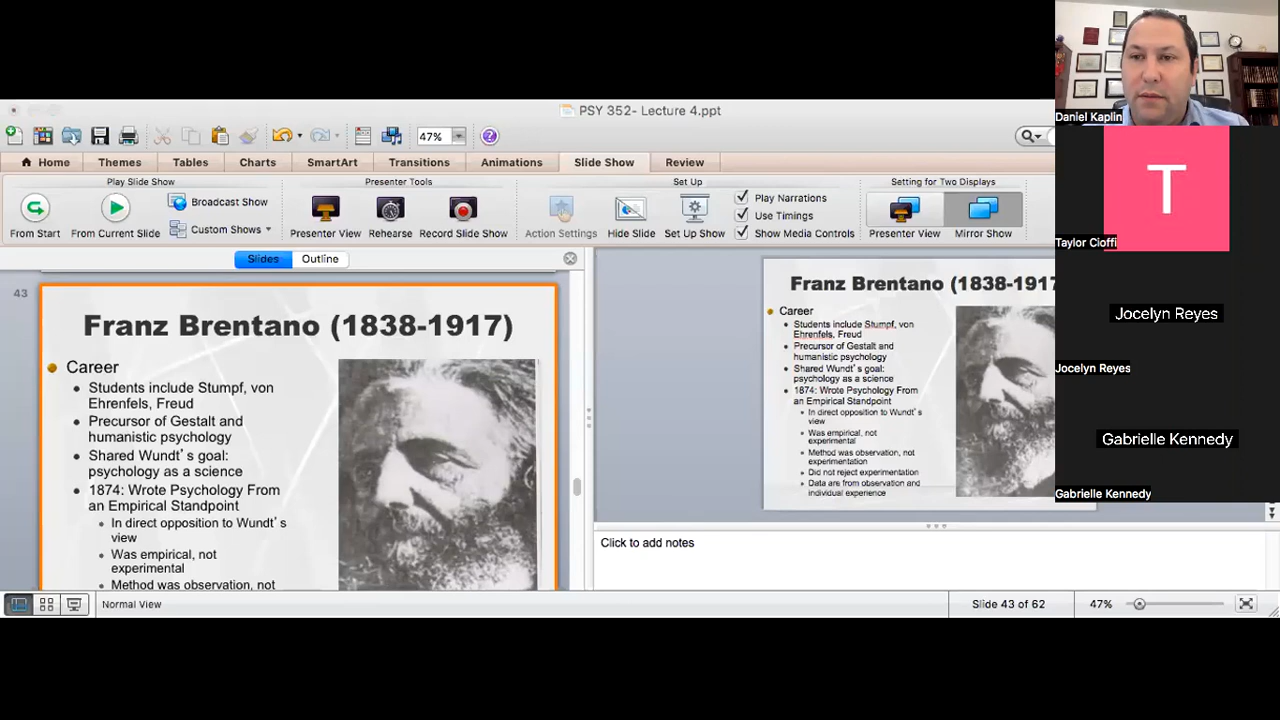 PSY 352- Lecture 4.ppt
47%
Home
Themes
Tables
Charts
SmartArt
Transitions
Animations
Slide Show
Review
Play Slide Show
Presenter Tools
Set Up
Setting for Two Displays
From Start
From Current Slide
Broadcast Show
Custom Shows
Presenter View
Rehearse
Record Slide Show
Action Settings
Hide Slide
Set Up Show
Play Narrations
Use Timings
Show Media Controls
Presenter View
Mirror Show
Slides
Outline
43
Franz Brentano (1838-1917)
Career
Students include Stumpf, von
Ehrenfels, Freud
Precursor of Gestalt and
humanistic psychology
Shared Wundt's goal:
psychology as a science
1874: Wrote Psychology From
an Empirical Standpoint
In direct opposition to Wundt's
view
Was empirical, not
experimental
Method was observation, not
Franz Brentano (1838-1917
Career
Students include Stumpf, von
Ehrenfels, Freud
Precursor of Gestalt and
humanistic psychology
Shared Wundt's goal:
psychology as a science
1874: Wrote Psychology From
an Empirical Standpoint
In direct opposition to Wundt's
view
Was empirical, not
experimental
Method was observation, not
experimentation
Did not reject experimentation
Data are from observation and
individual experience
Click to add notes
Normal View
Slide 43 of 62
47%
Daniel Kaplin
T
Taylor Cioffi
Jocelyn Reyes
Jocelyn Reyes
Gabrielle Kennedy
Gabrielle Kennedy